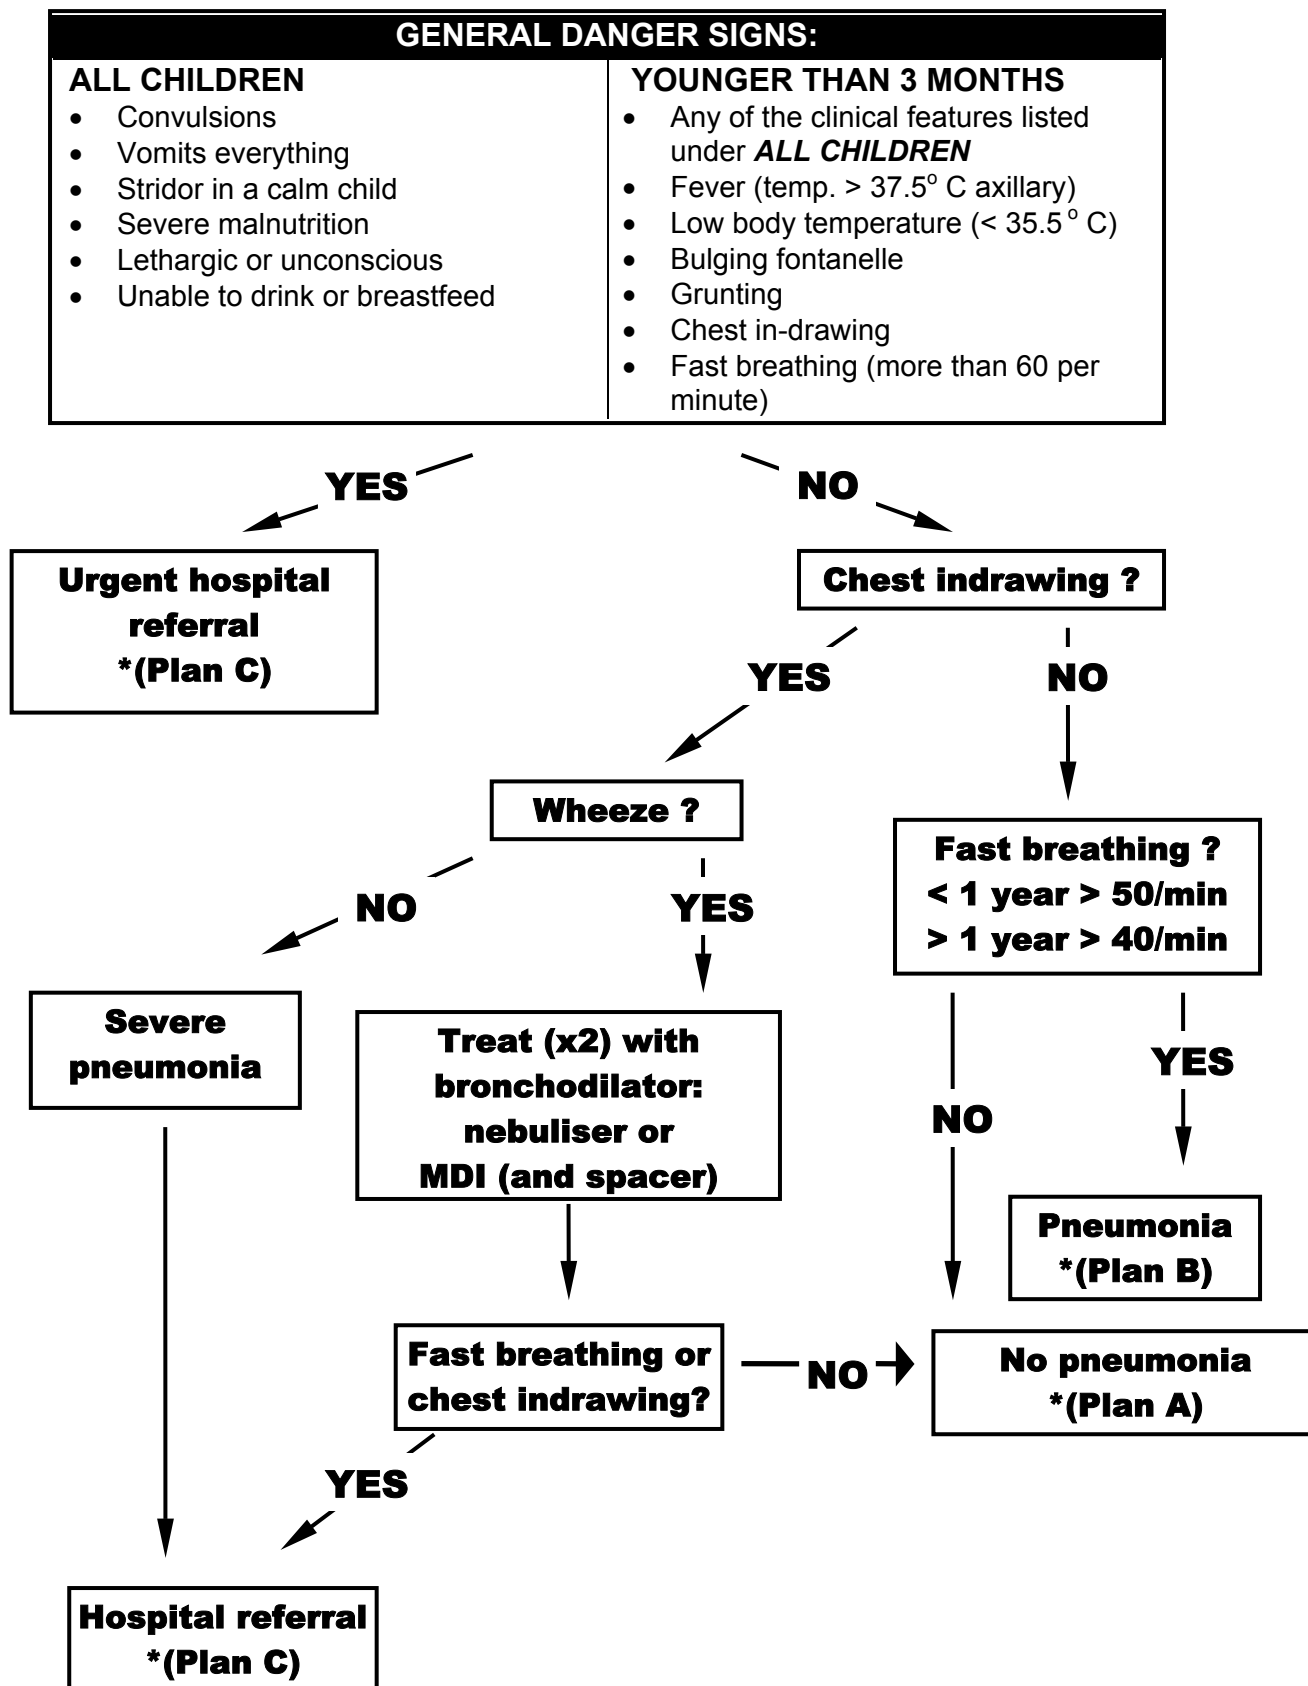 GENERAL DANGER SIGNS:
ALL CHILDREN
• Convulsions
• Vomits everything
• Stridor in a calm child
• Severe malnutrition
• Lethargic or unconscious
• Unable to drink or breastfeed
YOUNGER THAN 3 MONTHS
• Any of the clinical features listed
under ALL CHILDREN
• Fever (temp. > 37.5° C axillary)
• Low body temperature (< 35.5 ° C)
• Bulging fontanelle
• Grunting
• Chest in-drawing
• Fast breathing (more than 60 per
minute)
YES
NO
Urgent hospital
referral
*(Plan C)
Chest indrawing ?
YES
NO
Wheeze ?
Fast breathing ?
< 1 year > 50/min
> 1 year > 40/min
NO
YES
Severe
pneumonia
Treat (x2) with
bronchodilator:
nebuliser or
MDI (and spacer)
NO
YES
Pneumonia
*(Plan B)
Fast breathing or
chest indrawing?
NO
No pneumonia
*(Plan A)
YES
Hospital referral
*(Plan C)